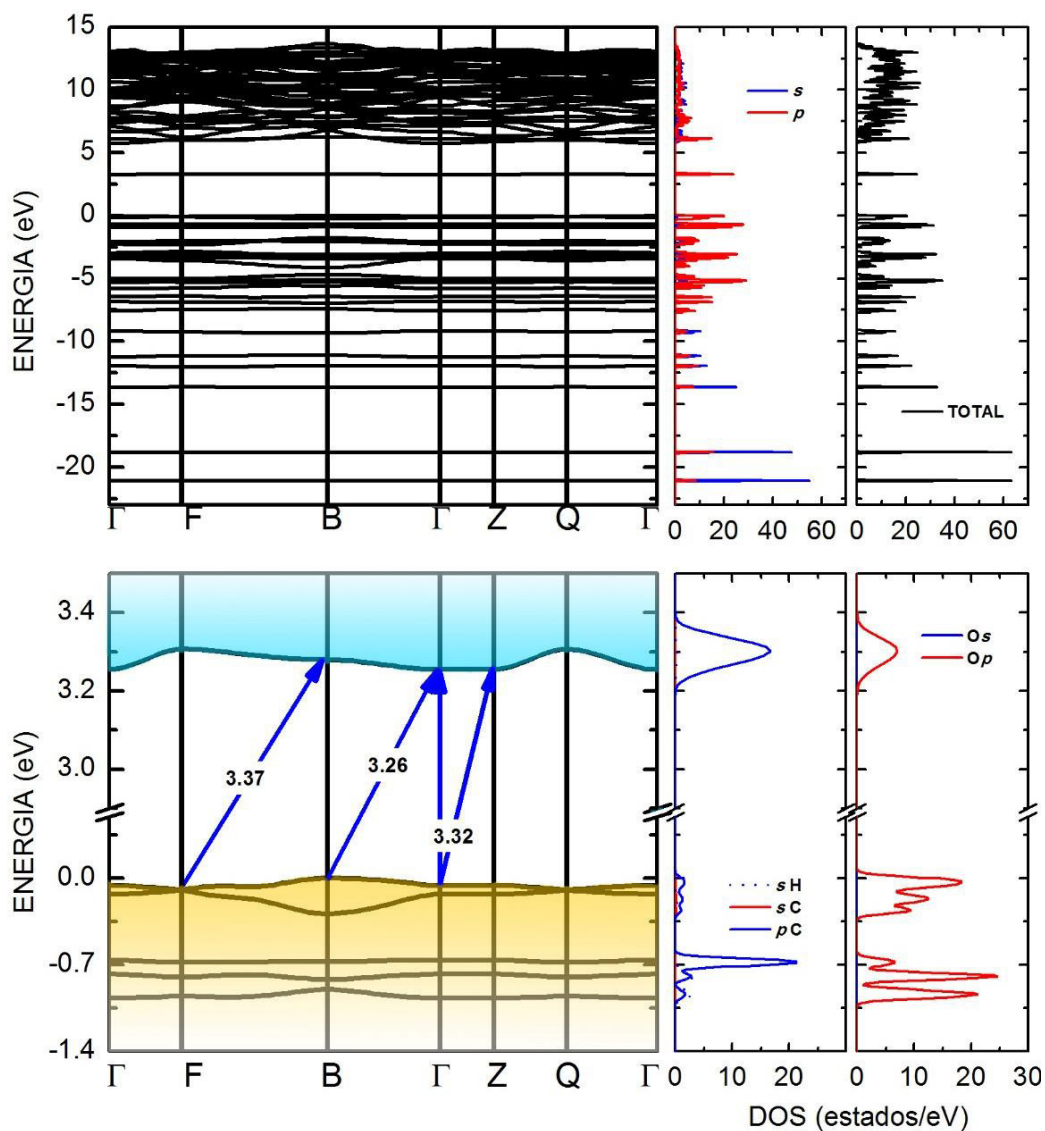 15
10
5
0
-5
-10
-15
-20
ENERGIA (eV)
Γ F B Γ Z Q Γ
s
p
0 20 40 60
TOTAL
0 20 40 60
3.4
3.2
3.0
0.0
-0.7
-1.4
ENERGIA (eV)
3.37
3.26
3.32
Γ F B Γ Z Q Γ
s H
s C
p C
0 10 20
O s
O p
0 10 20 30
DOS (estados/eV)